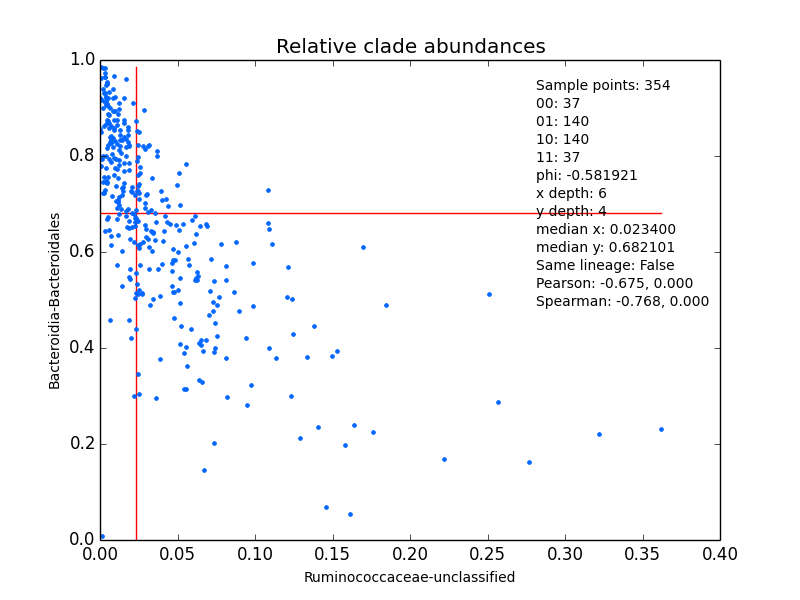 Relative clade abundances
Sample points: 354
00: 37
01: 140
10: 140
11: 37
phi: -0.581921
x depth: 6
y depth: 4
median x: 0.023400
median y: 0.682101
Same lineage: False
Pearson: -0.675, 0.000
Spearman: -0.768, 0.000
Bacteroidia-Bacteroidales
1.0
0.8
0.6
0.4
0.2
0.0
0.00 0.05 0.10 0.15 0.20 0.25 0.30 0.35 0.40
Ruminococcaceae-unclassified